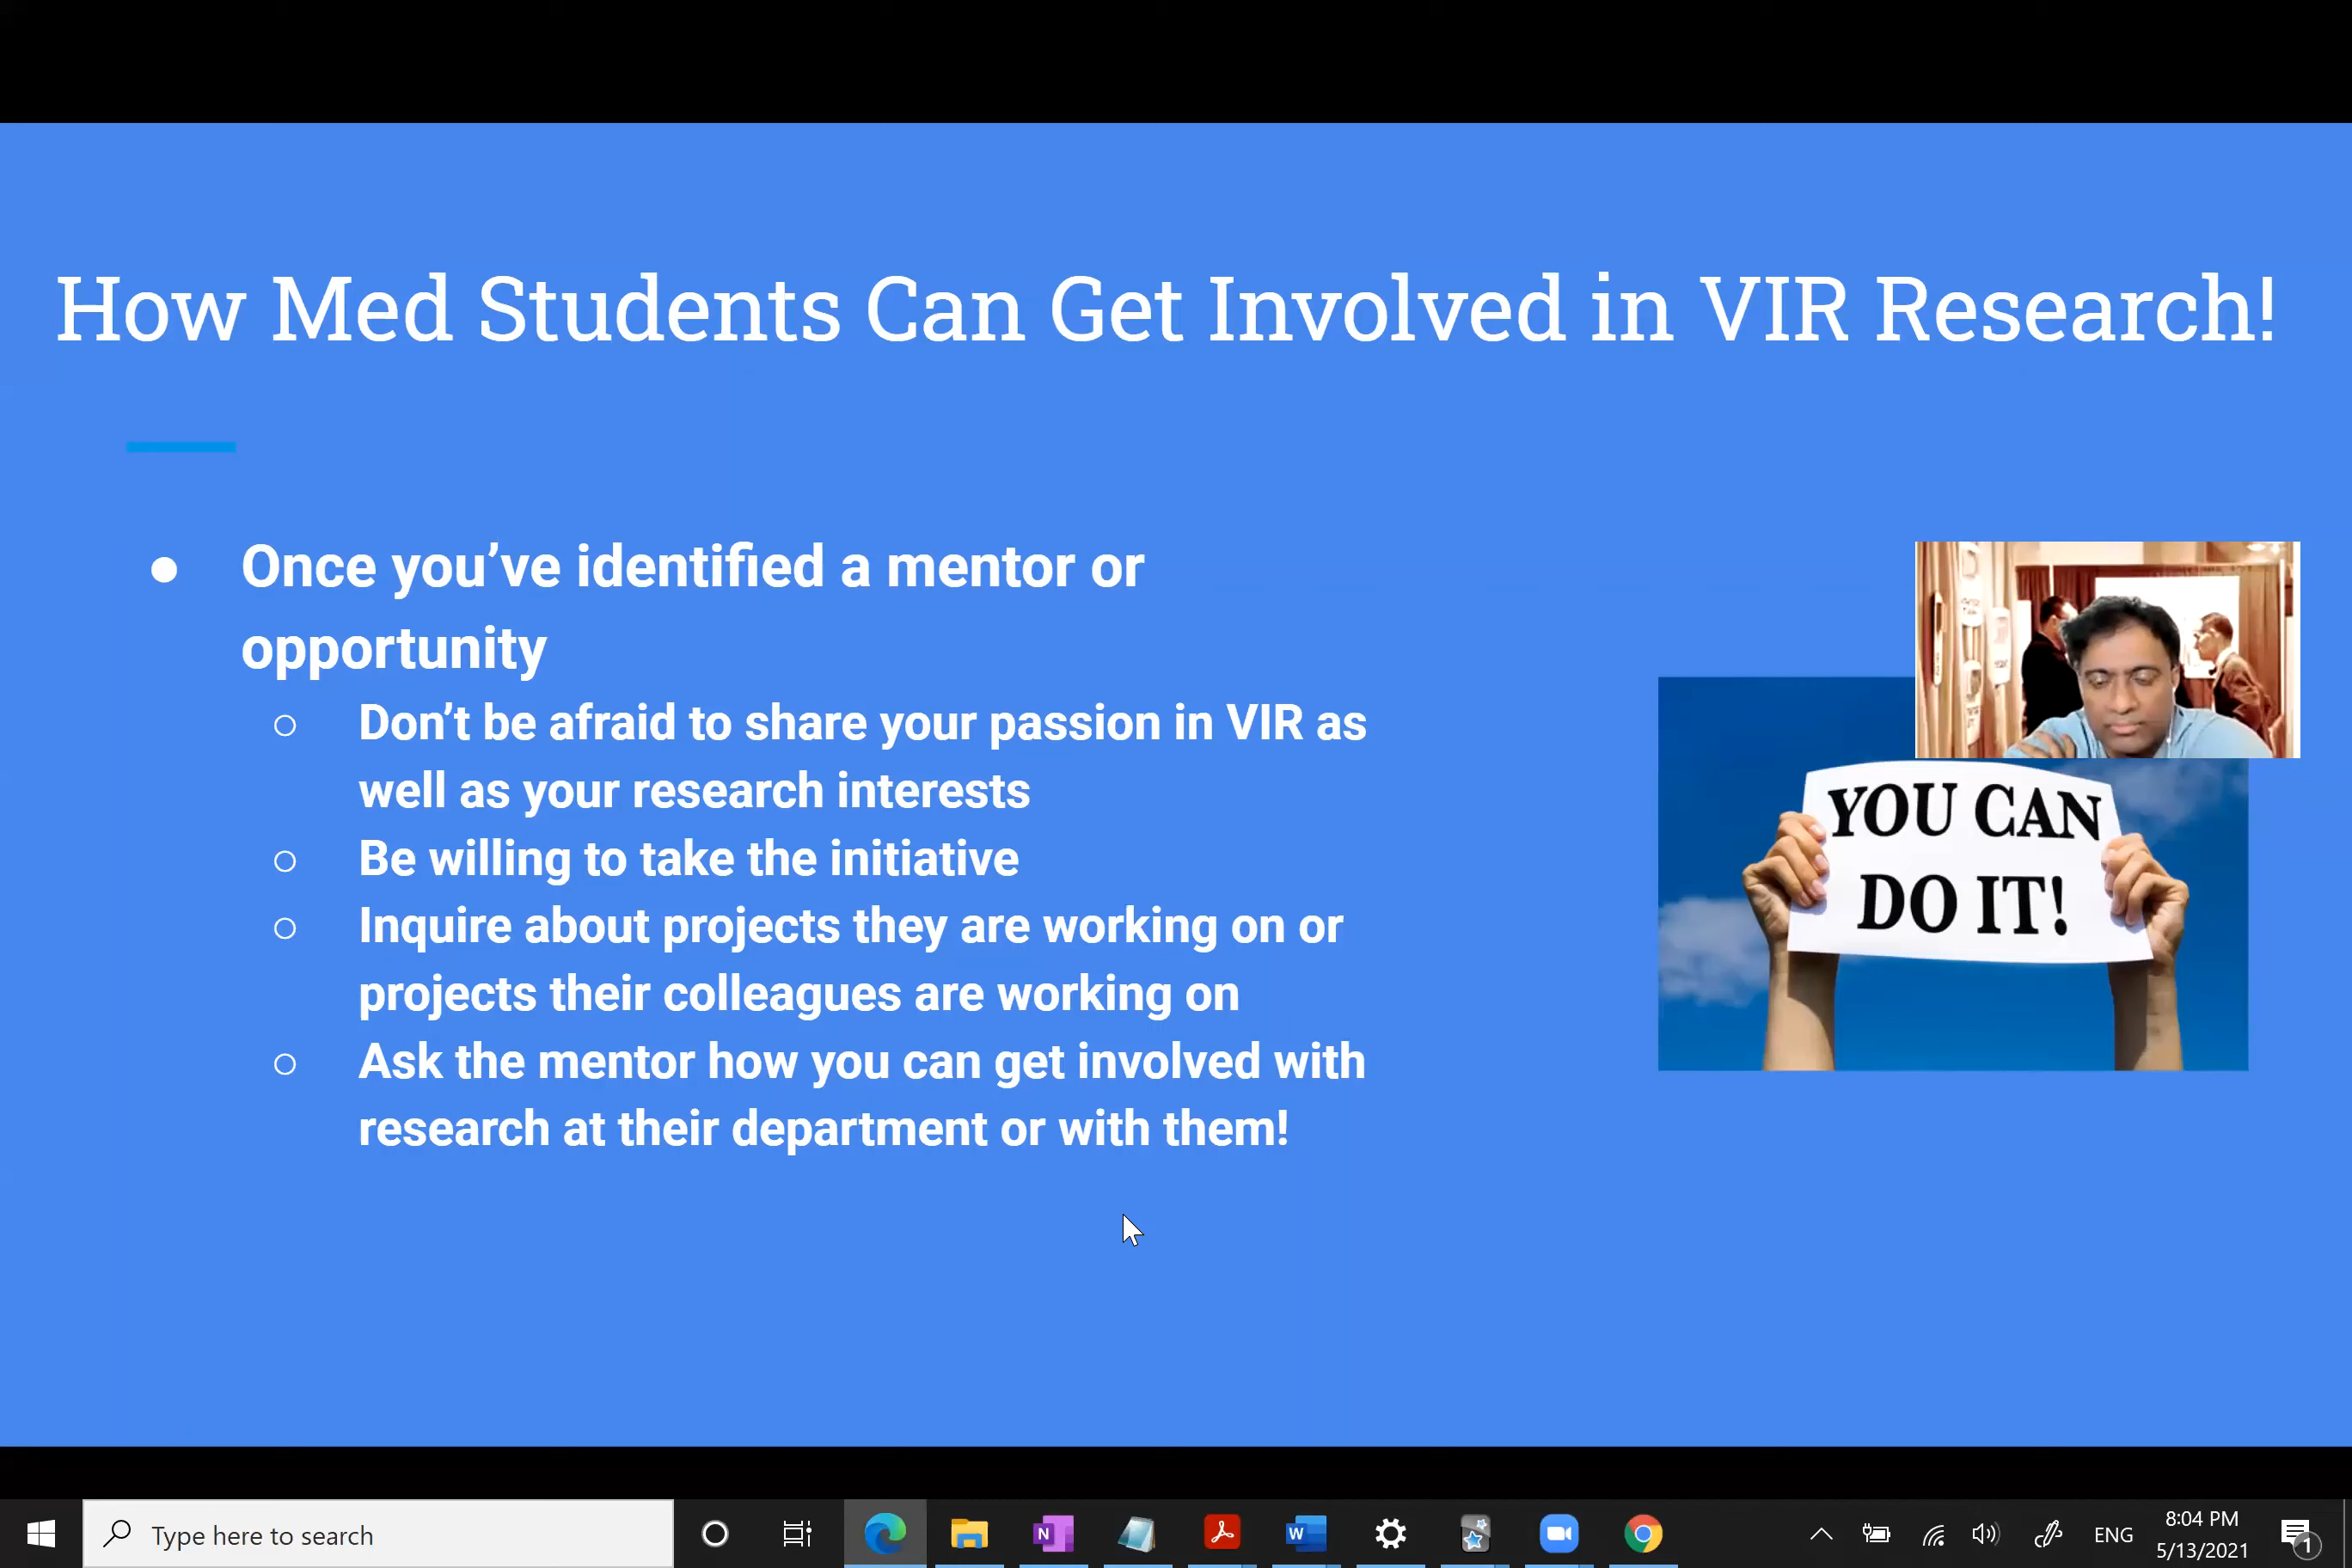 How Med Students Can Get Involved in VIR Research!
● Once you’ve identified a mentor or
opportunity
○ Don’t be afraid to share your passion in VIR as
well as your research interests
○ Be willing to take the initiative
○ Inquire about projects they are working on or
projects their colleagues are working on
○ Ask the mentor how you can get involved with
research at their department or with them!
YOU CAN
DO IT!
Type here to search
N
W
ENG
8:04 PM
5/13/2021
1